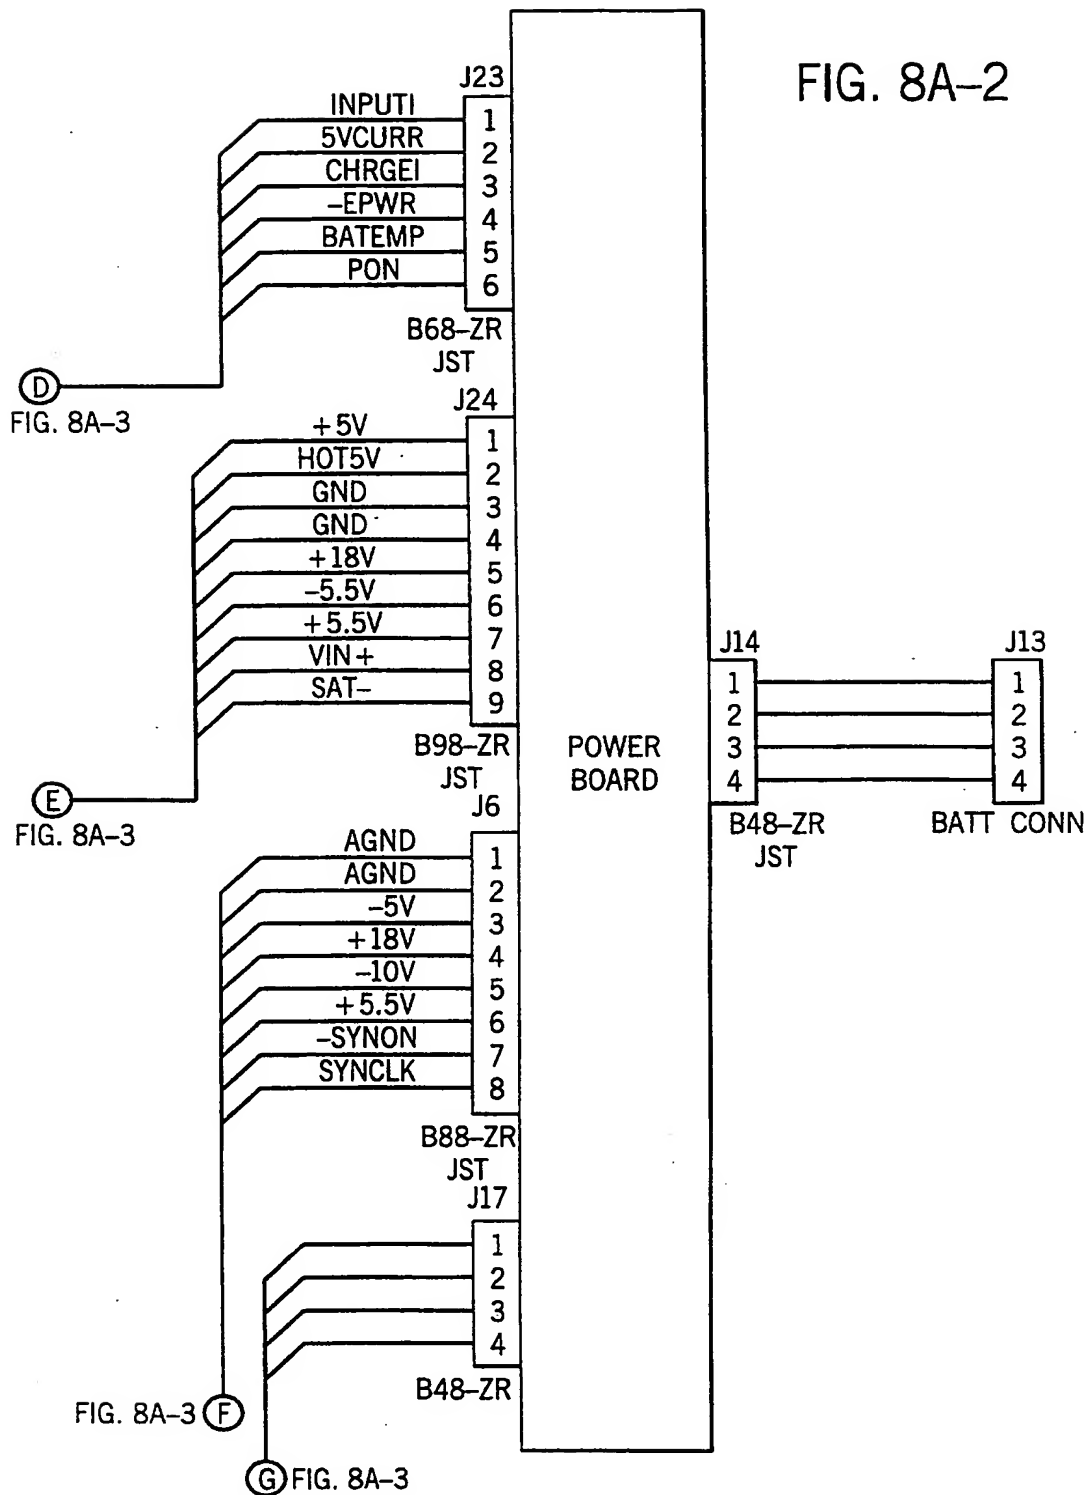 FIG. 8A–2
J23
INPUTI 1
5VCURR 2
CHRGEI 3
–EPWR 4
BATEMP 5
PON 6
B68–ZR
JST
D
FIG. 8A–3
J24
+5V 1
HOT5V 2
GND 3
GND 4
+18V 5
–5.5V 6
+5.5V 7
VIN+ 8
SAT– 9
B98–ZR
JST
E
FIG. 8A–3
POWER
BOARD
J14
1
2
3
4
B48–ZR
JST
J13
1
2
3
4
BATT CONN
J6
AGND 1
AGND 2
–5V 3
+18V 4
–10V 5
+5.5V 6
–SYNON 7
SYNCLK 8
B88–ZR
JST
J17
1
2
3
4
B48–ZR
FIG. 8A–3 F
G FIG. 8A–3